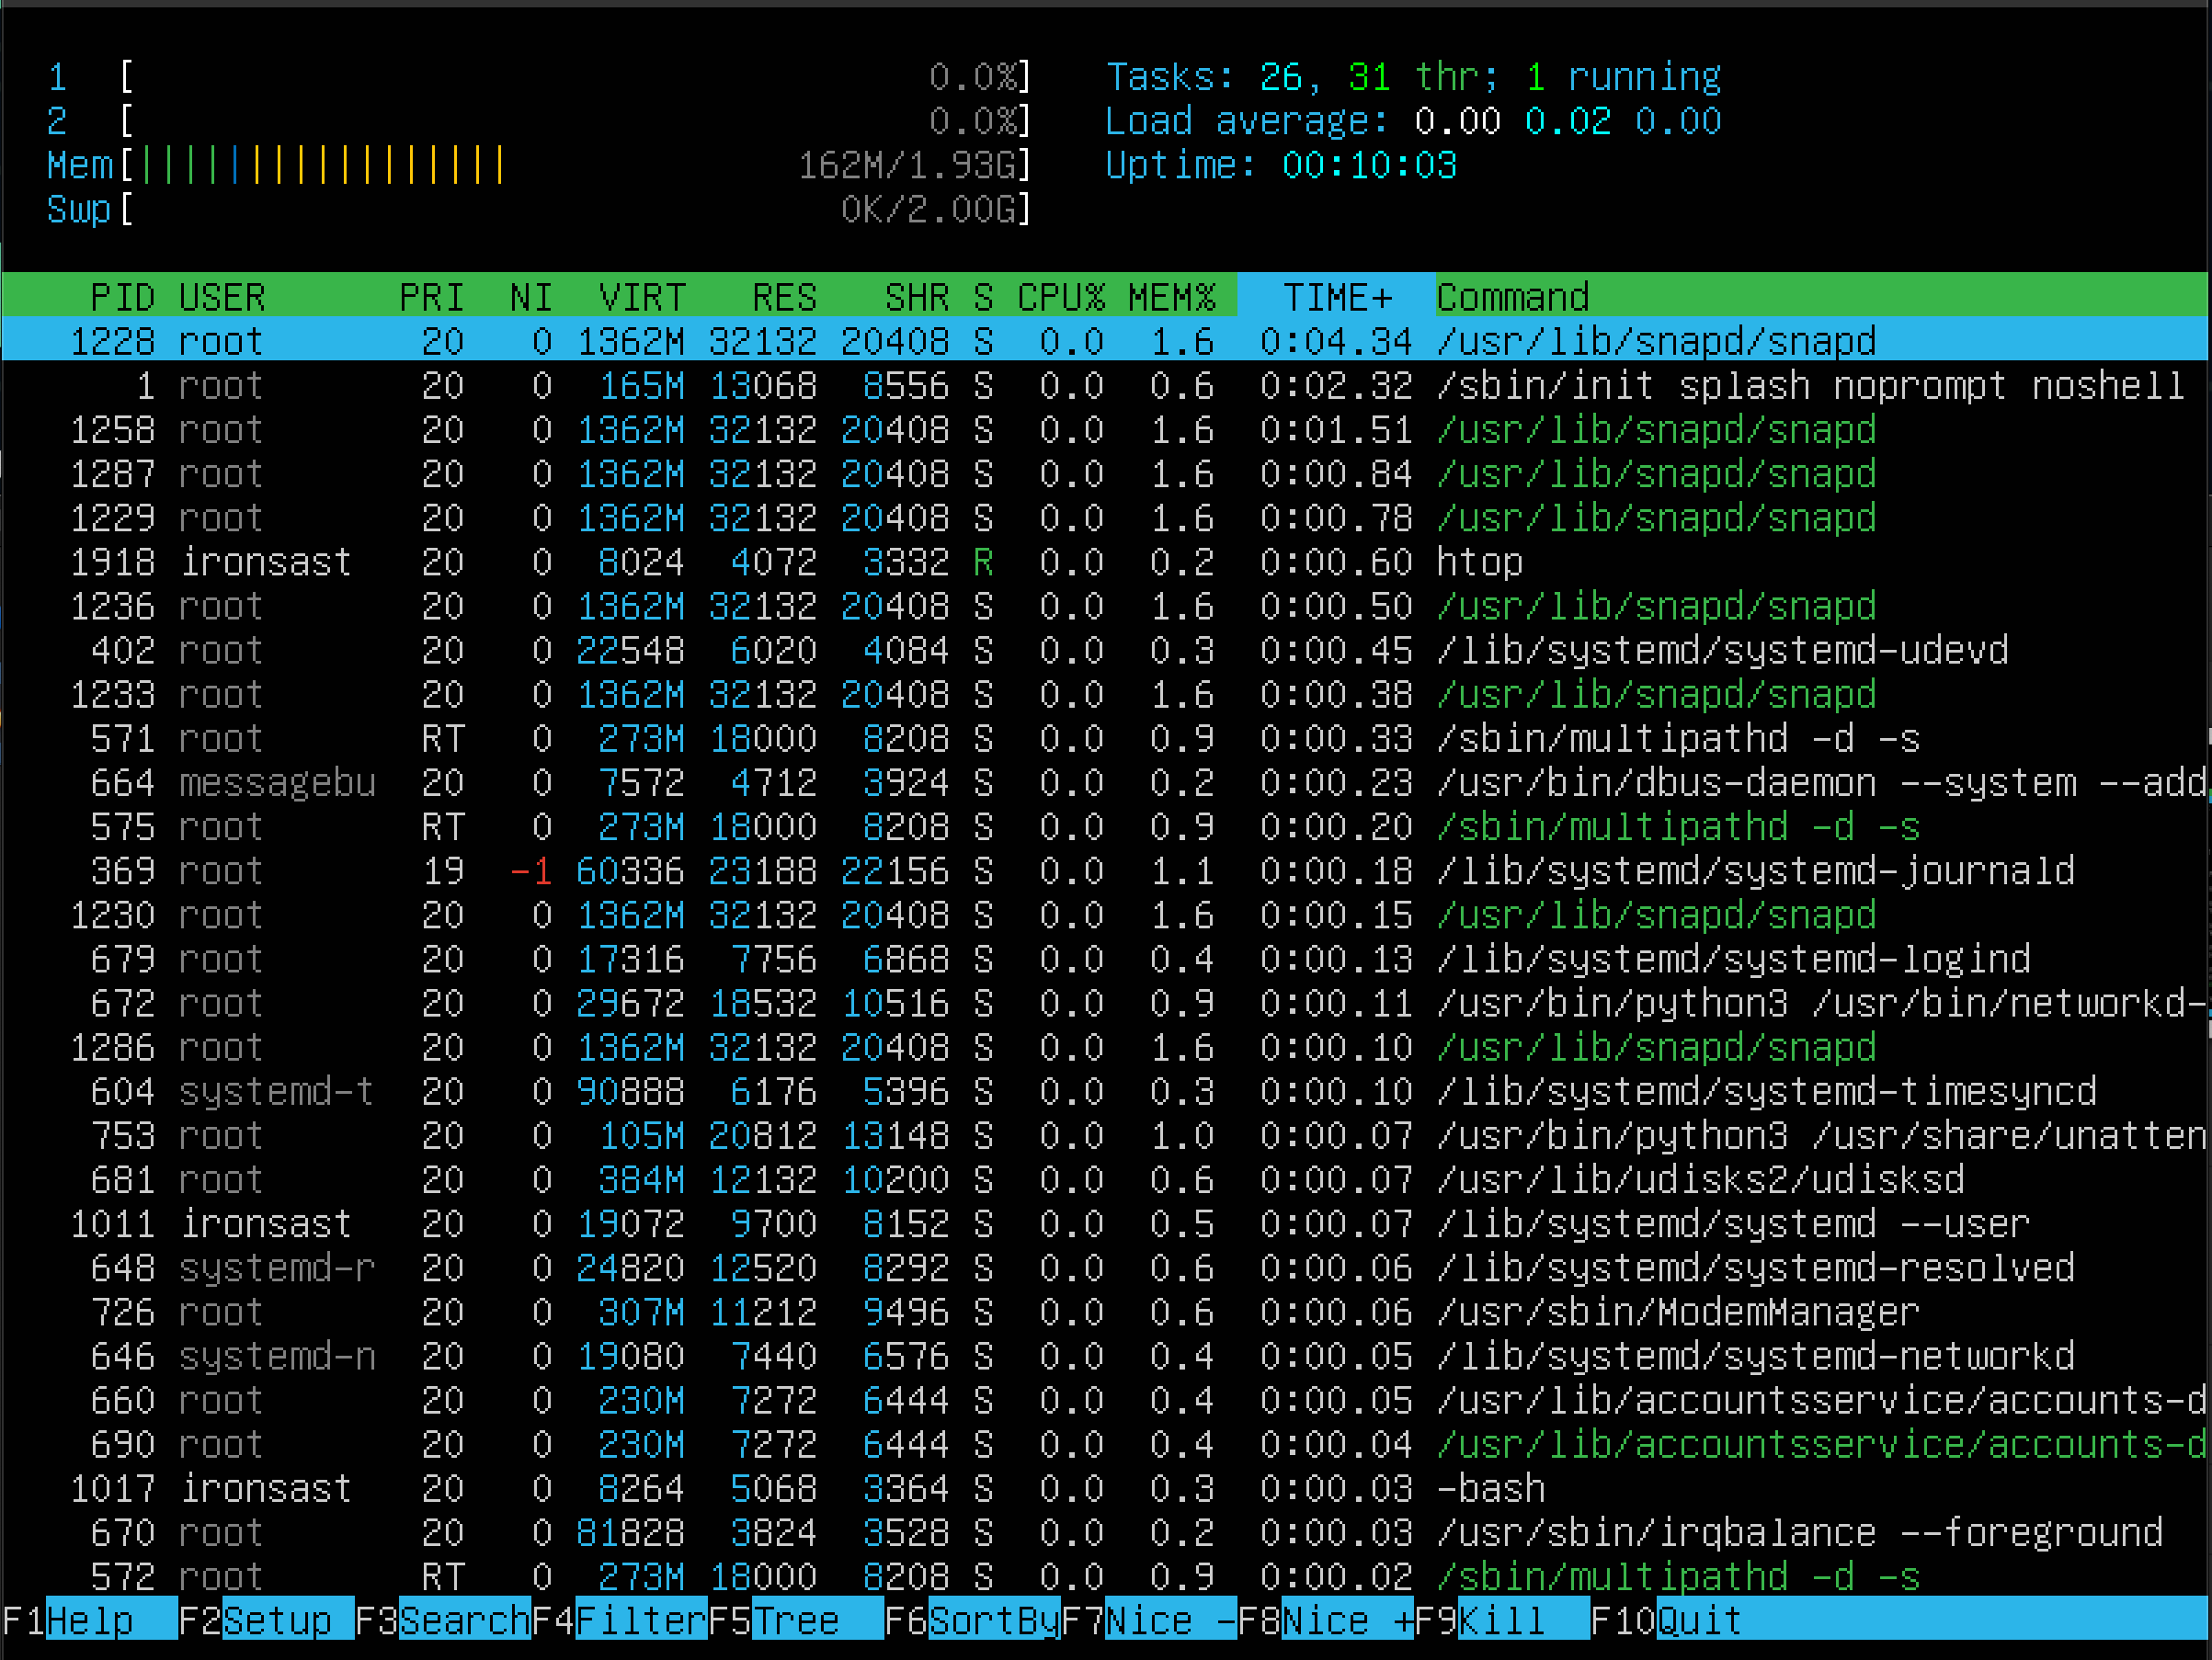 1 [ 0.0%] Tasks: 26, 31 thr; 1 running
2 [ 0.0%] Load average: 0.00 0.02 0.00
Mem[||||||||||||||||| 162M/1.93G] Uptime: 00:10:03
Swp[ 0K/2.00G]
PID USER PRI NI VIRT RES SHR S CPU% MEM% TIME+ Command
1228 root 20 0 1362M 32132 20408 S 0.0 1.6 0:04.34 /usr/lib/snapd/snapd
1 root 20 0 165M 13068 8556 S 0.0 0.6 0:02.32 /sbin/init splash noprompt noshell
1258 root 20 0 1362M 32132 20408 S 0.0 1.6 0:01.51 /usr/lib/snapd/snapd
1287 root 20 0 1362M 32132 20408 S 0.0 1.6 0:00.84 /usr/lib/snapd/snapd
1229 root 20 0 1362M 32132 20408 S 0.0 1.6 0:00.78 /usr/lib/snapd/snapd
1918 ironsast 20 0 8024 4072 3332 R 0.0 0.2 0:00.60 htop
1236 root 20 0 1362M 32132 20408 S 0.0 1.6 0:00.50 /usr/lib/snapd/snapd
402 root 20 0 22548 6020 4084 S 0.0 0.3 0:00.45 /lib/systemd/systemd-udevd
1233 root 20 0 1362M 32132 20408 S 0.0 1.6 0:00.38 /usr/lib/snapd/snapd
571 root RT 0 273M 18000 8208 S 0.0 0.9 0:00.33 /sbin/multipathd -d -s
664 messagebu 20 0 7572 4712 3924 S 0.0 0.2 0:00.23 /usr/bin/dbus-daemon --system --add
575 root RT 0 273M 18000 8208 S 0.0 0.9 0:00.20 /sbin/multipathd -d -s
369 root 19 -1 60336 23188 22156 S 0.0 1.1 0:00.18 /lib/systemd/systemd-journald
1230 root 20 0 1362M 32132 20408 S 0.0 1.6 0:00.15 /usr/lib/snapd/snapd
679 root 20 0 17316 7756 6868 S 0.0 0.4 0:00.13 /lib/systemd/systemd-logind
672 root 20 0 29672 18532 10516 S 0.0 0.9 0:00.11 /usr/bin/python3 /usr/bin/networkd-
1286 root 20 0 1362M 32132 20408 S 0.0 1.6 0:00.10 /usr/lib/snapd/snapd
604 systemd-t 20 0 90888 6176 5396 S 0.0 0.3 0:00.10 /lib/systemd/systemd-timesyncd
753 root 20 0 105M 20812 13148 S 0.0 1.0 0:00.07 /usr/bin/python3 /usr/share/unatten
681 root 20 0 384M 12132 10200 S 0.0 0.6 0:00.07 /usr/lib/udisks2/udisksd
1011 ironsast 20 0 19072 9700 8152 S 0.0 0.5 0:00.07 /lib/systemd/systemd --user
648 systemd-r 20 0 24820 12520 8292 S 0.0 0.6 0:00.06 /lib/systemd/systemd-resolved
726 root 20 0 307M 11212 9496 S 0.0 0.6 0:00.06 /usr/sbin/ModemManager
646 systemd-n 20 0 19080 7440 6576 S 0.0 0.4 0:00.05 /lib/systemd/systemd-networkd
660 root 20 0 230M 7272 6444 S 0.0 0.4 0:00.05 /usr/lib/accountsservice/accounts-d
690 root 20 0 230M 7272 6444 S 0.0 0.4 0:00.04 /usr/lib/accountsservice/accounts-d
1017 ironsast 20 0 8264 5068 3364 S 0.0 0.3 0:00.03 -bash
670 root 20 0 81828 3824 3528 S 0.0 0.2 0:00.03 /usr/sbin/irqbalance --foreground
572 root RT 0 273M 18000 8208 S 0.0 0.9 0:00.02 /sbin/multipathd -d -s
F1Help F2Setup F3SearchF4FilterF5Tree F6SortByF7Nice -F8Nice +F9Kill F10Quit